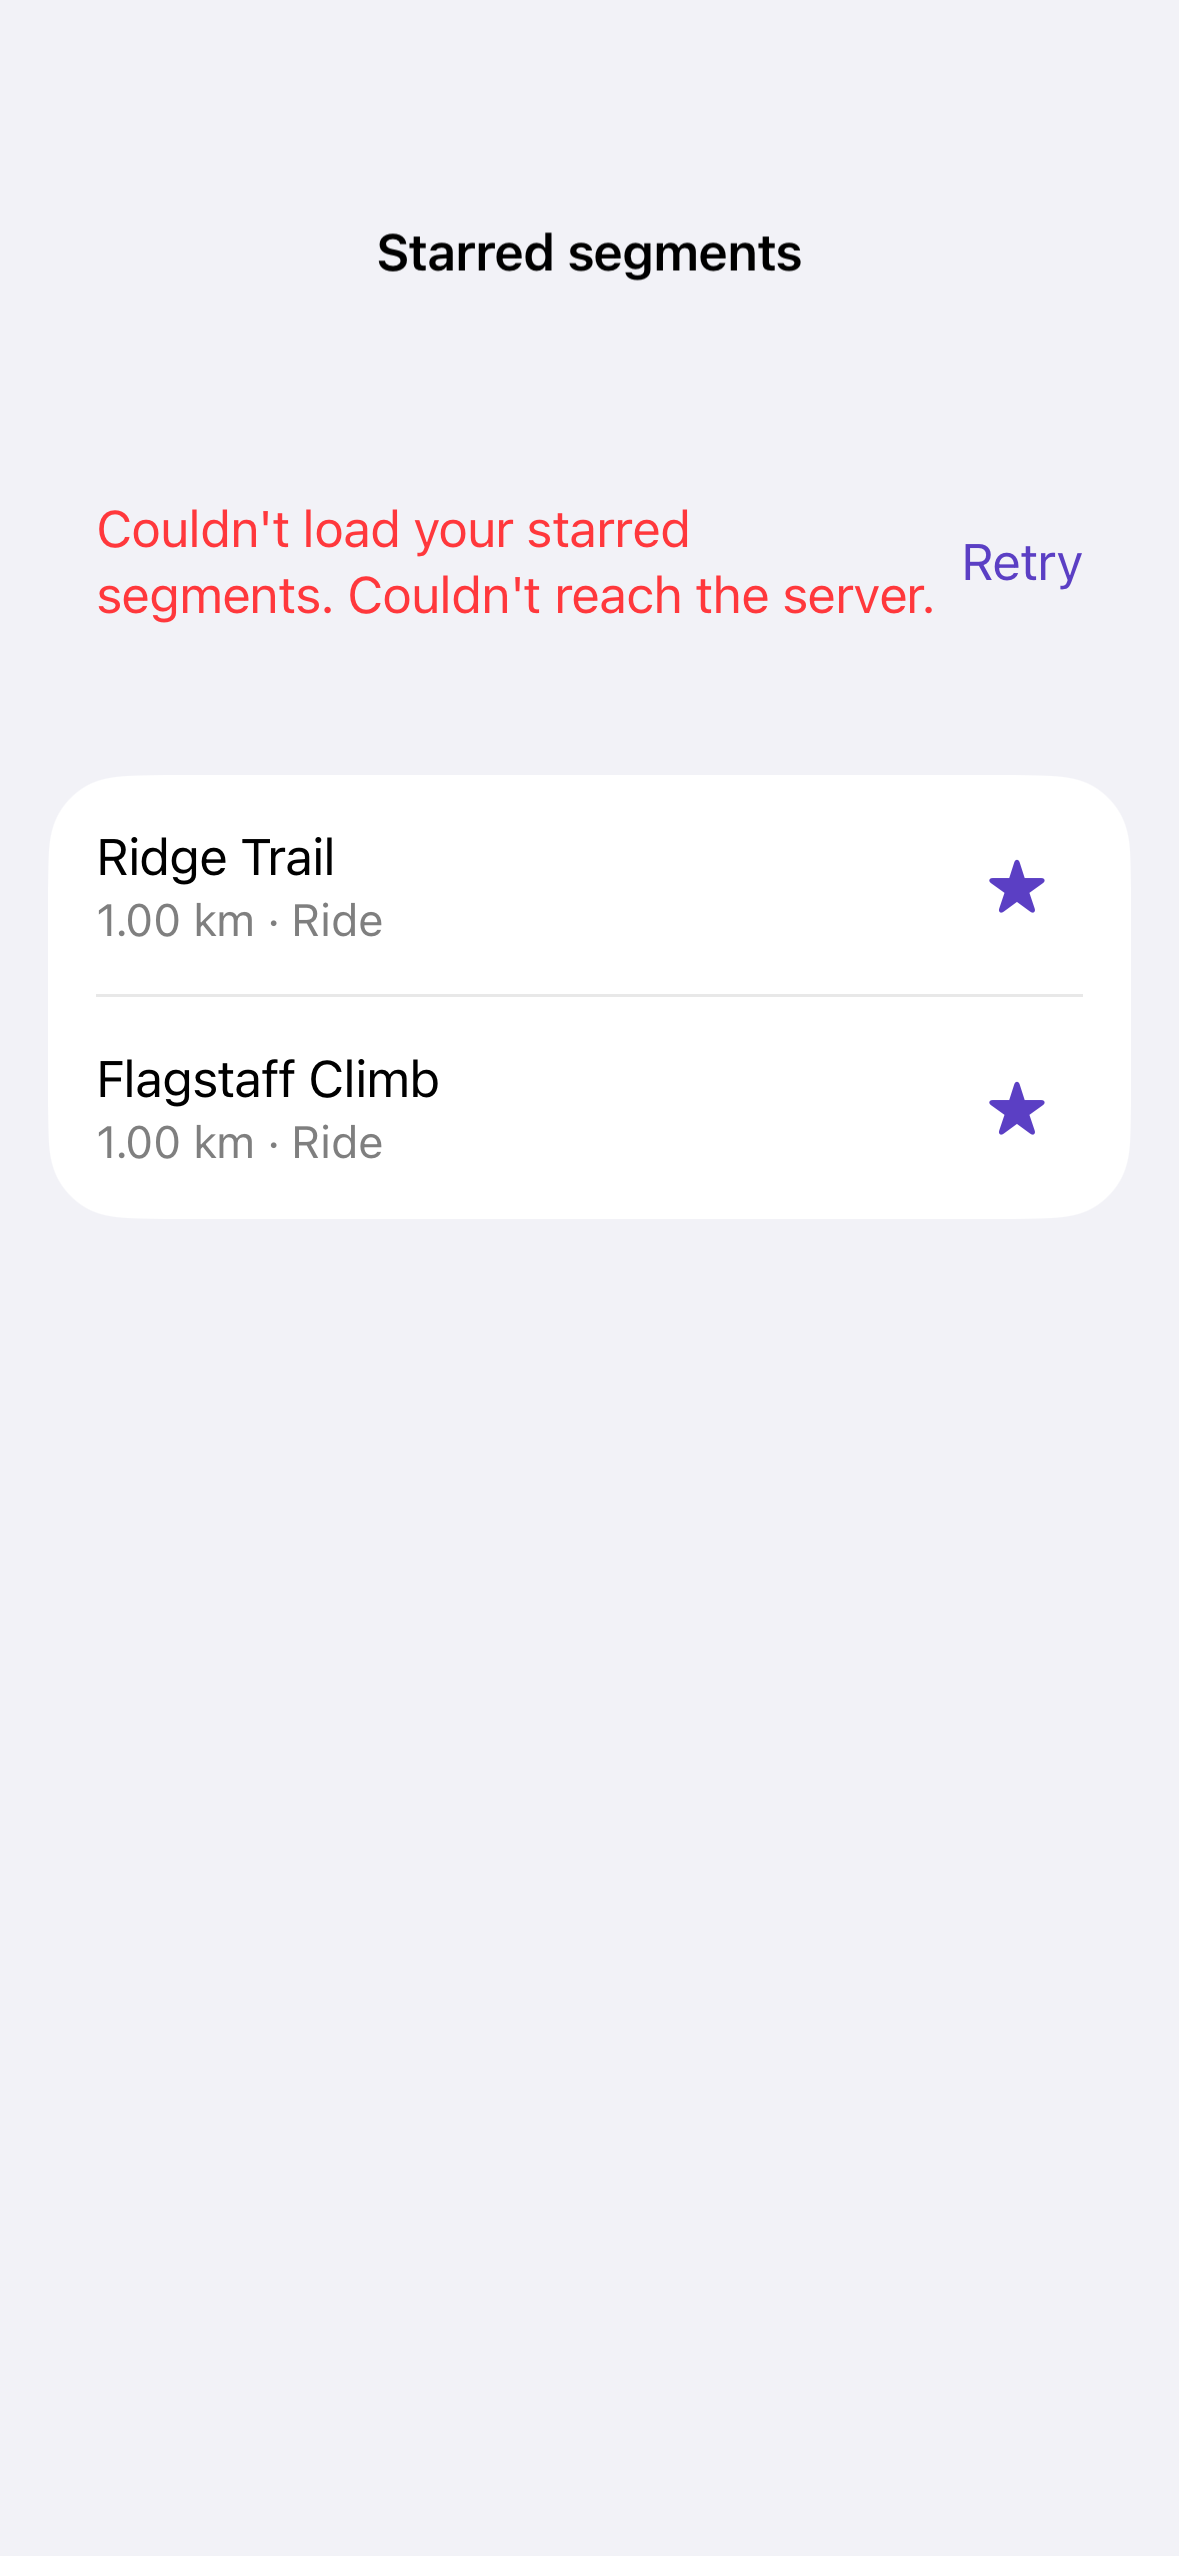 Starred segments
Couldn't load your starred
segments. Couldn't reach the server.
Retry
Ridge Trail
1.00 km · Ride
Flagstaff Climb
1.00 km · Ride